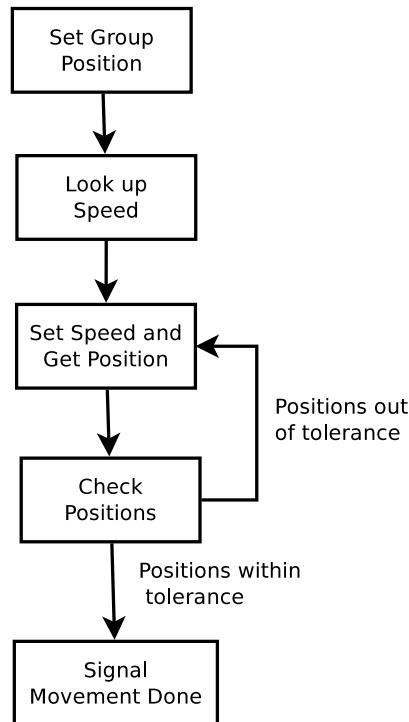 Set Group
Position
Look up
Speed
Set Speed and
Get Position
Positions out
of tolerance
Check
Positions
Positions within
tolerance
Signal
Movement Done